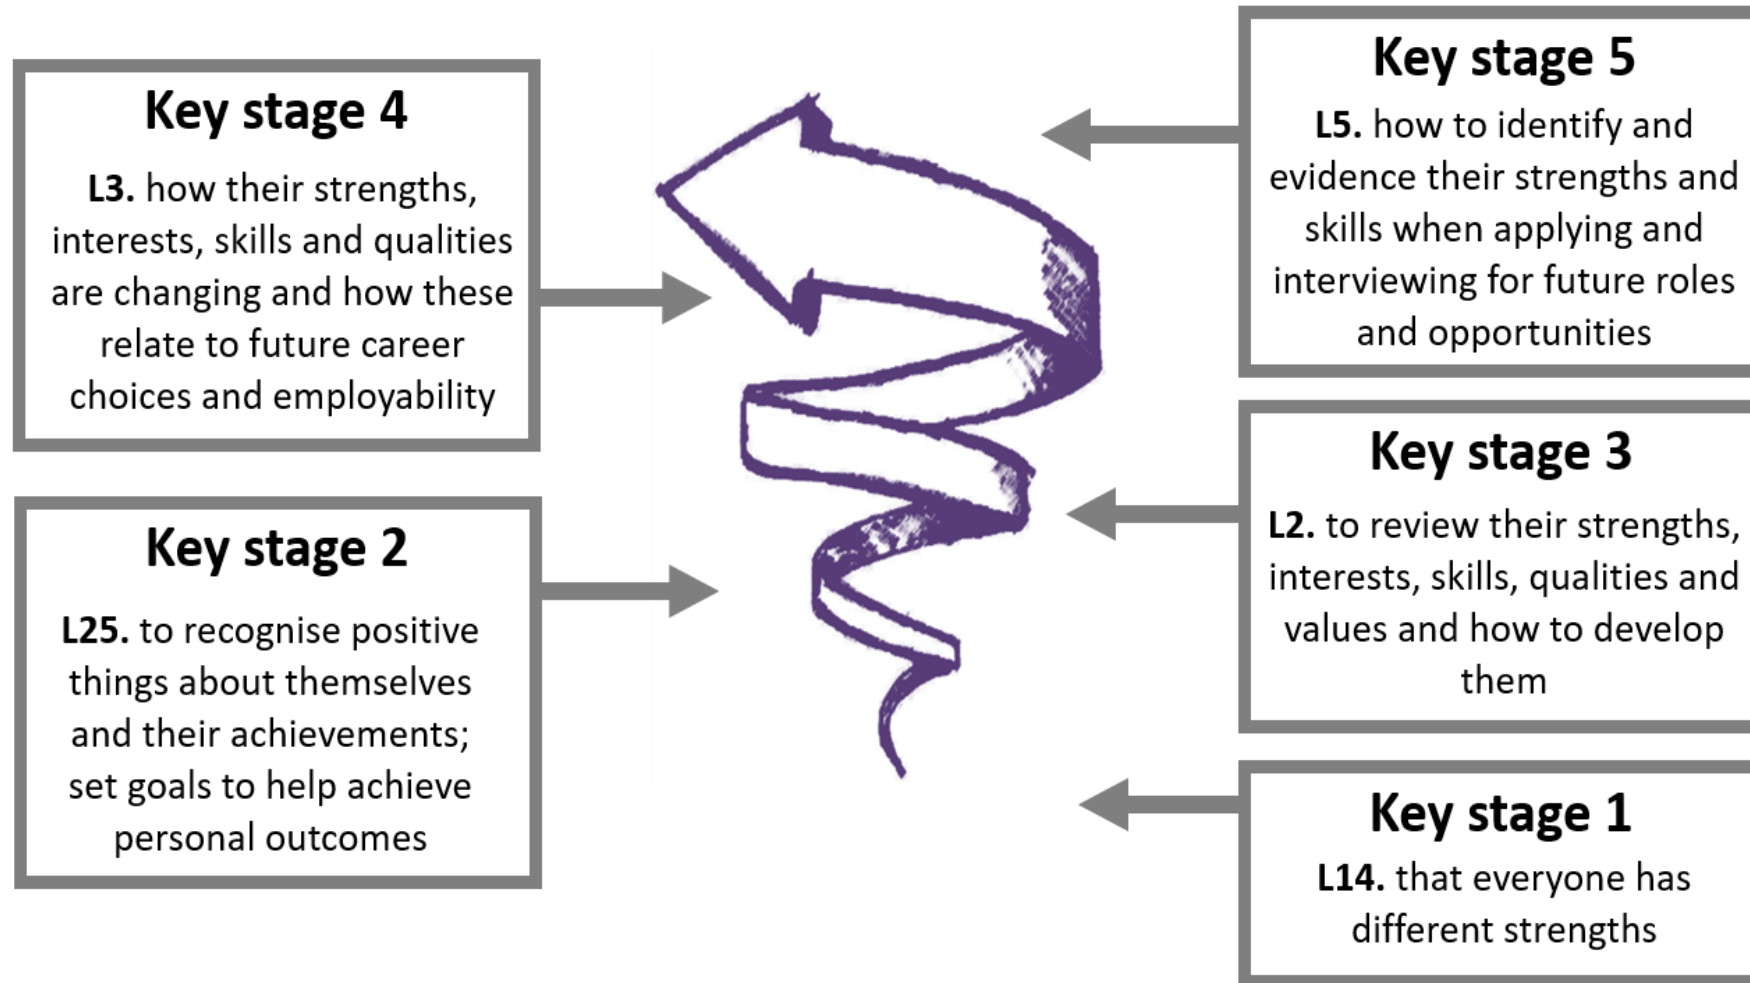 Key stage 4
L3. how their strengths,
interests, skills and qualities
are changing and how these
relate to future career
choices and employability
Key stage 2
L25. to recognise positive
things about themselves
and their achievements;
set goals to help achieve
personal outcomes
Key stage 5
L5. how to identify and
evidence their strengths and
skills when applying and
interviewing for future roles
and opportunities
Key stage 3
L2. to review their strengths,
interests, skills, qualities and
values and how to develop
them
Key stage 1
L14. that everyone has
different strengths